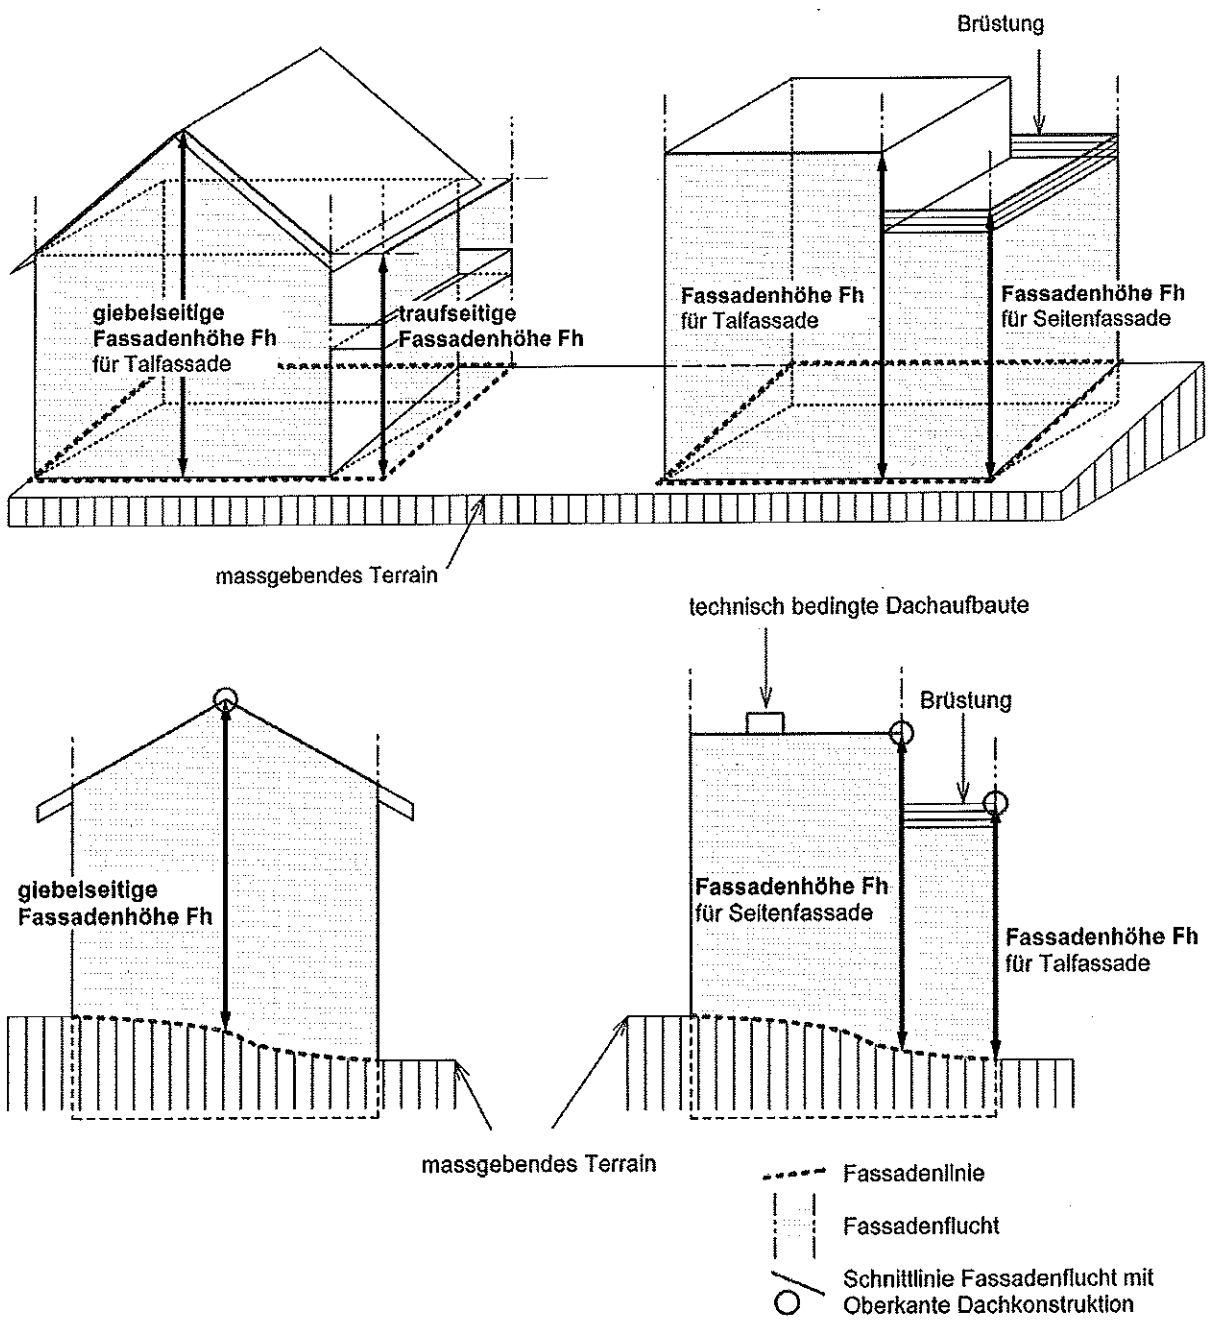 Brüstung
giebelseitige
Fassadenhöhe Fh
für Talfassade
traufseitige
Fassadenhöhe Fh
Fassadenhöhe Fh
für Talfassade
Fassadenhöhe Fh
für Seitenfassade
massgebendes Terrain
technisch bedingte Dachaufbaute
Brüstung
giebelseitige
Fassadenhöhe Fh
Fassadenhöhe Fh
für Seitenfassade
Fassadenhöhe Fh
für Talfassade
massgebendes Terrain
Fassadenlinie
Fassadenflucht
Schnittlinie Fassadenflucht mit
Oberkante Dachkonstruktion